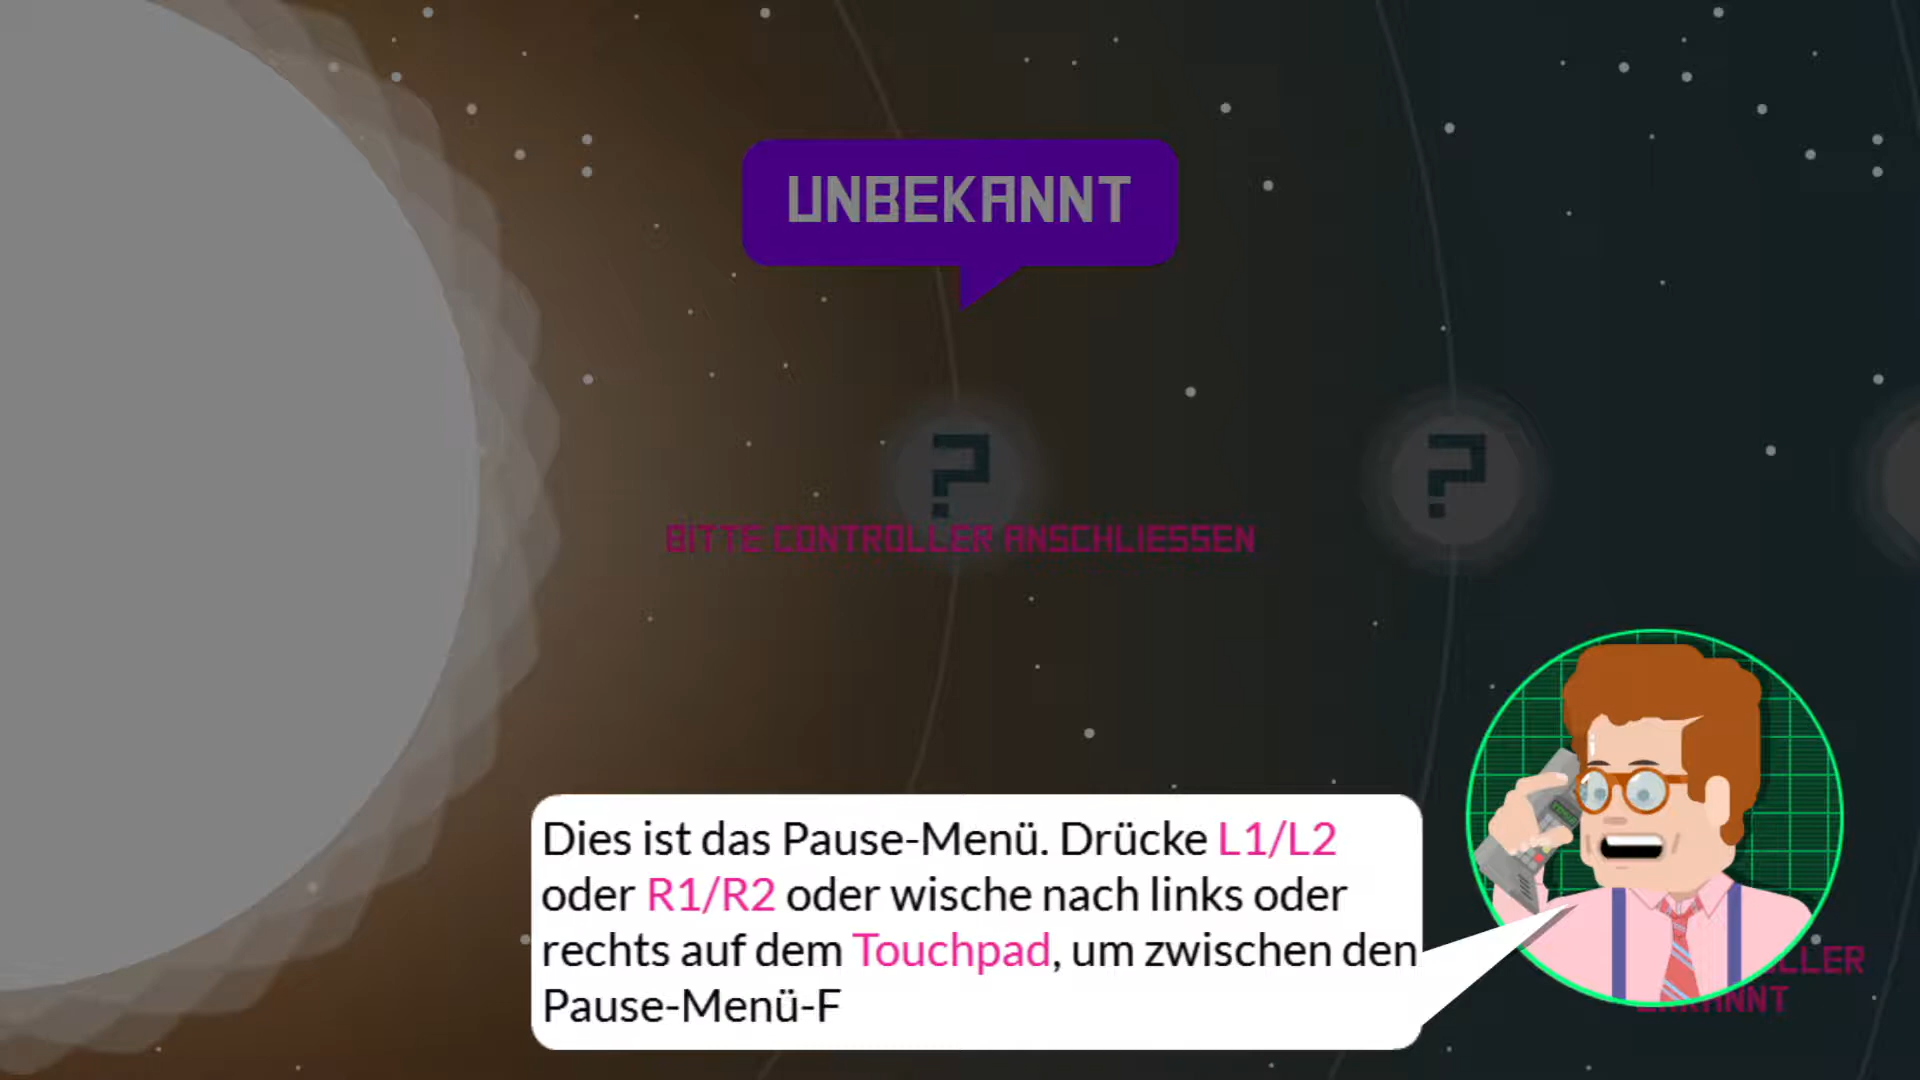 UNBEKANNT
?
?
BITTE CONTROLLER ANSCHLIESSEN
Dies ist das Pause-Menü. Drücke L1/L2
oder R1/R2 oder wische nach links oder
rechts auf dem Touchpad, um zwischen den
Pause-Menü-F